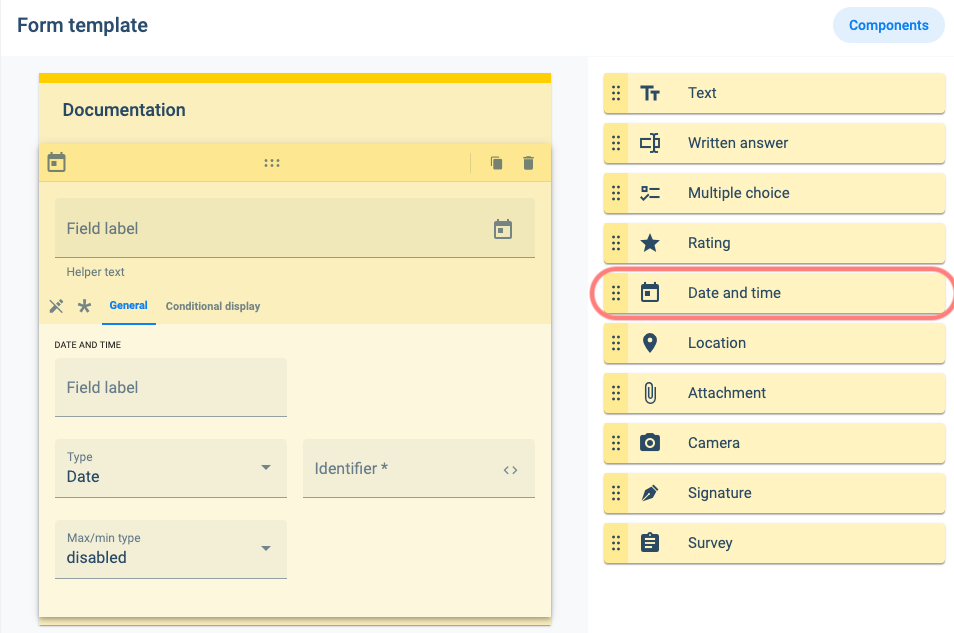 Form template
Components
Documentation
Field label
Helper text
General
Conditional display
DATE AND TIME
Field label
Type
Date
Identifier *
Max/min type
disabled
Text
Written answer
Multiple choice
Rating
Date and time
Location
Attachment
Camera
Signature
Survey